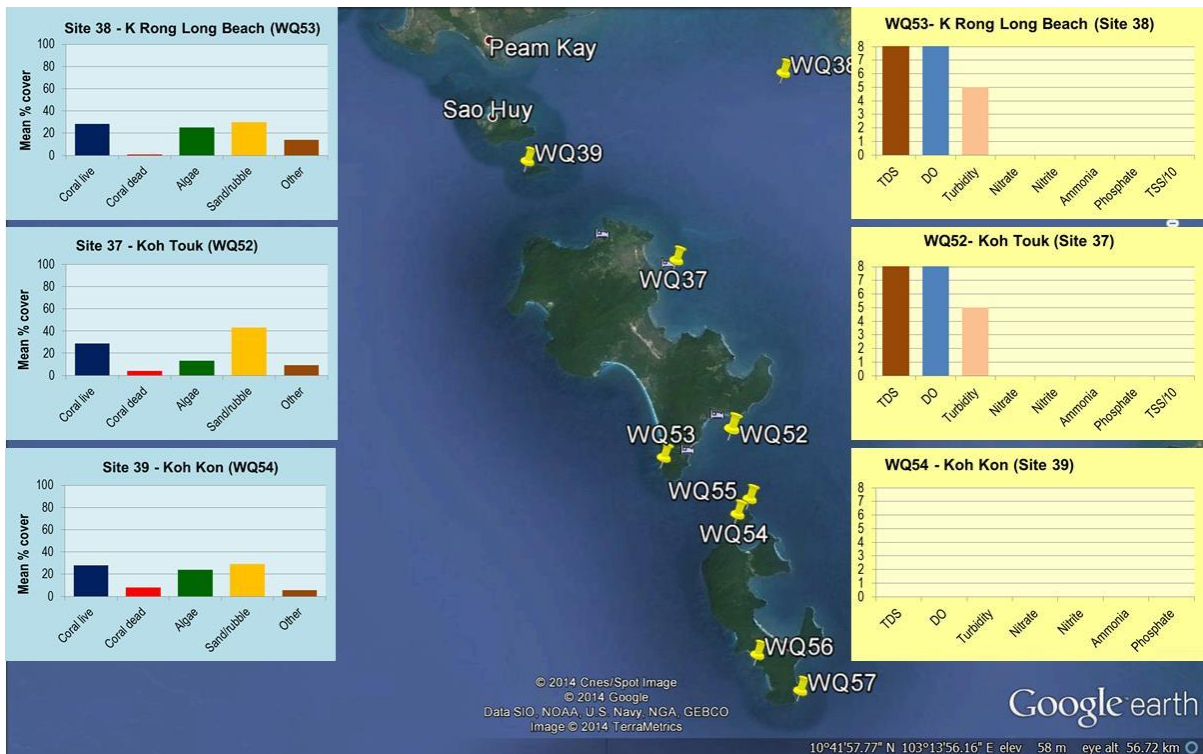 Site 38 - K Rong Long Beach (WQ53)
Mean % cover
100
80
60
40
20
0
Coral live
Coral dead
Algae
Sand/rubble
Other
Site 37 - Koh Touk (WQ52)
Mean % cover
100
80
60
40
20
0
Coral live
Coral dead
Algae
Sand/rubble
Other
Site 39 - Koh Kon (WQ54)
Mean % cover
100
80
60
40
20
0
Coral live
Coral dead
Algae
Sand/rubble
Other
Peam Kay
WQ38
Sao Huy
WQ39
WQ37
WQ53
WQ52
WQ55
WQ54
WQ56
WQ57
© 2014 Cnes/Spot Image
© 2014 Google
Data SIO, NOAA, U.S. Navy, NGA, GEBCO
Image © 2014 TerraMetrics
WQ53- K Rong Long Beach (Site 38)
8
7
6
5
4
3
2
1
0
TDS
DO
Turbidity
Nitrate
Nitrite
Ammonia
Phosphate
TSS/10
WQ52- Koh Touk (Site 37)
8
7
6
5
4
3
2
1
0
TDS
DO
Turbidity
Nitrate
Nitrite
Ammonia
Phosphate
TSS/10
WQ54 - Koh Kon (Site 39)
8
7
6
5
4
3
2
1
0
TDS
DO
Turbidity
Nitrate
Nitrite
Ammonia
Phosphate
Google earth
10°41'57.77" N 103°13'56.16" E elev 58 m eye alt 56.72 km